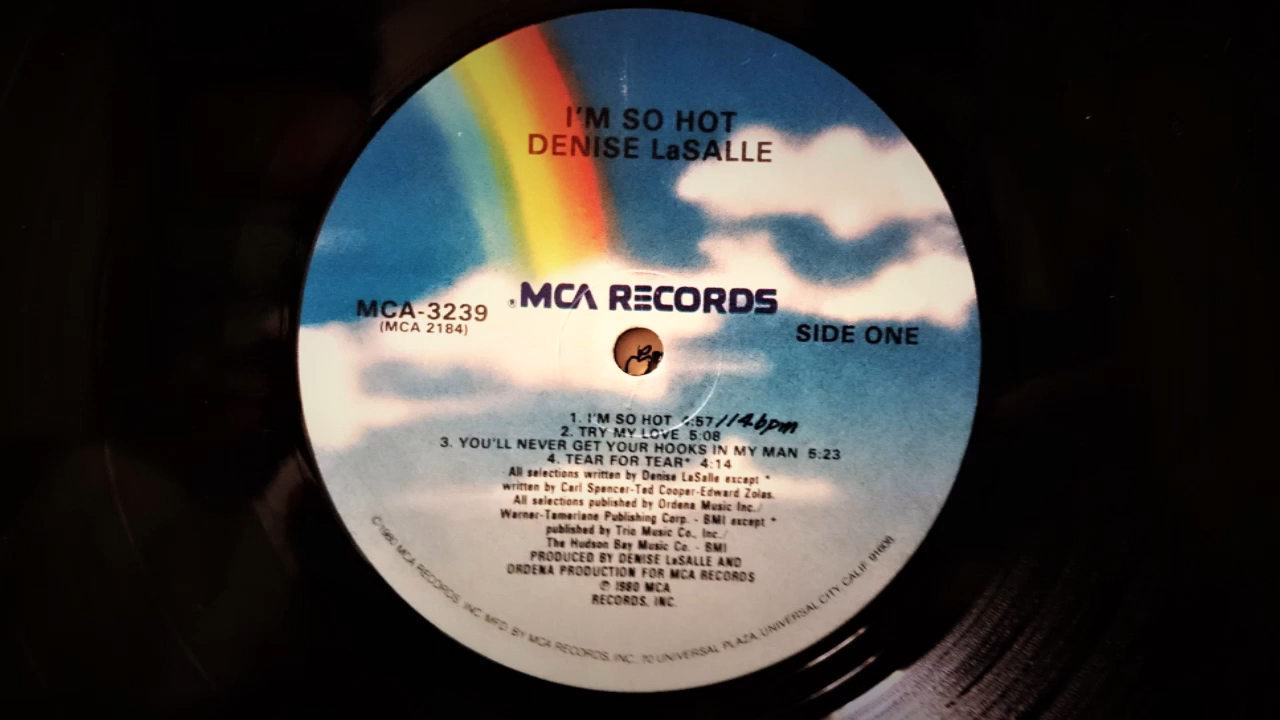 I'M SO HOT
DENISE LaSALLE
MCA-3239
(MCA 2184)
®MCA RECORDS
SIDE ONE
1. I'M SO HOT 4:57 //4bpm
2. TRY MY LOVE 5:08
3. YOU'LL NEVER GET YOUR HOOKS IN MY MAN 5:23
4. TEAR FOR TEAR* 4:14
All selections written by Denise LaSalle except *
written by Carl Spencer-Ted Cooper-Edward Zolas.
All selections published by Ordena Music Inc./
Warner-Tamerlane Publishing Corp. - BMI except *
published by Trio Music Co., Inc./
The Hudson Bay Music Co. - BMI
PRODUCED BY DENISE LaSALLE AND
ORDENA PRODUCTION FOR MCA RECORDS
℗ 1980 MCA
RECORDS, INC.
©1980 MCA RECORDS, INC. MFD. BY MCA RECORDS, INC., 70 UNIVERSAL PLAZA, UNIVERSAL CITY, CALIF. 91608